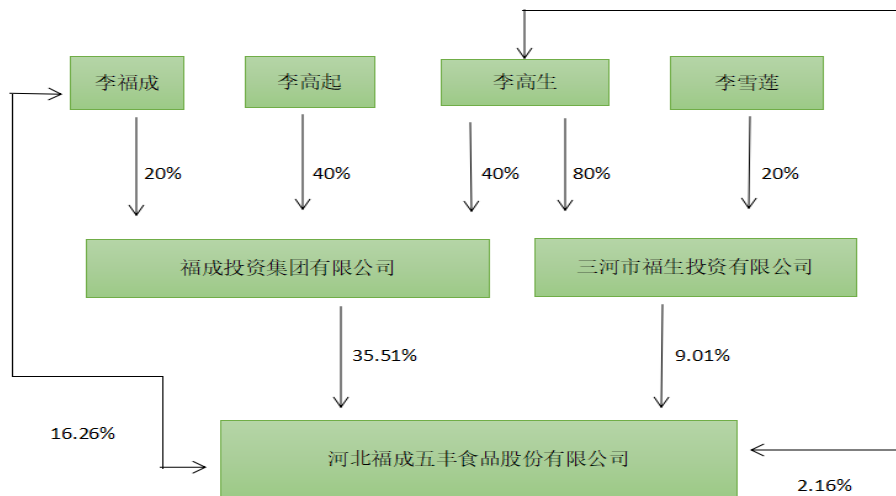 李福成
李高起
李高生
李雪莲
20%
40%
40%
80%
20%
福成投资集团有限公司
三河市福生投资有限公司
35.51%
9.01%
16.26%
河北福成五丰食品股份有限公司
2.16%